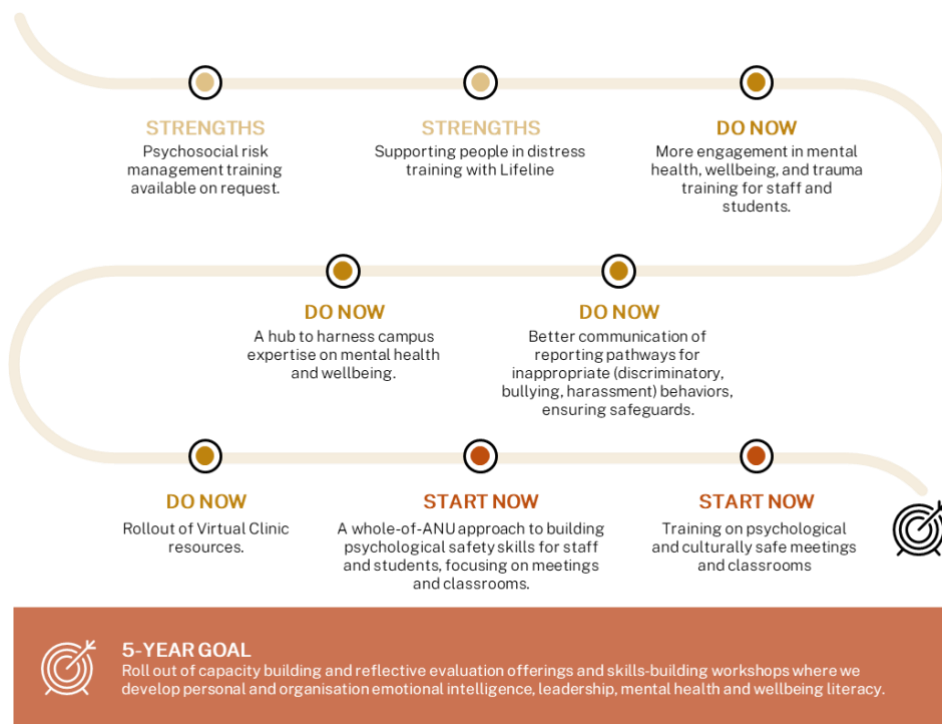 STRENGTHS
Psychosocial risk
management training
available on request.
STRENGTHS
Supporting people in distress
training with Lifeline
DO NOW
More engagement in mental
health, wellbeing, and trauma
training for staff and
students.
DO NOW
A hub to harness campus
expertise on mental health
and wellbeing.
DO NOW
Better communication of
reporting pathways for
inappropriate (discriminatory,
bullying, harassment) behaviors,
ensuring safeguards.
DO NOW
Rollout of Virtual Clinic
resources.
START NOW
A whole-of-ANU approach to building
psychological safety skills for staff
and students, focusing on meetings
and classrooms.
START NOW
Training on psychological
and culturally safe meetings
and classrooms
5-YEAR GOAL
Roll out of capacity building and reflective evaluation offerings and skills-building workshops where we
develop personal and organisation emotional intelligence, leadership, mental health and wellbeing literacy.